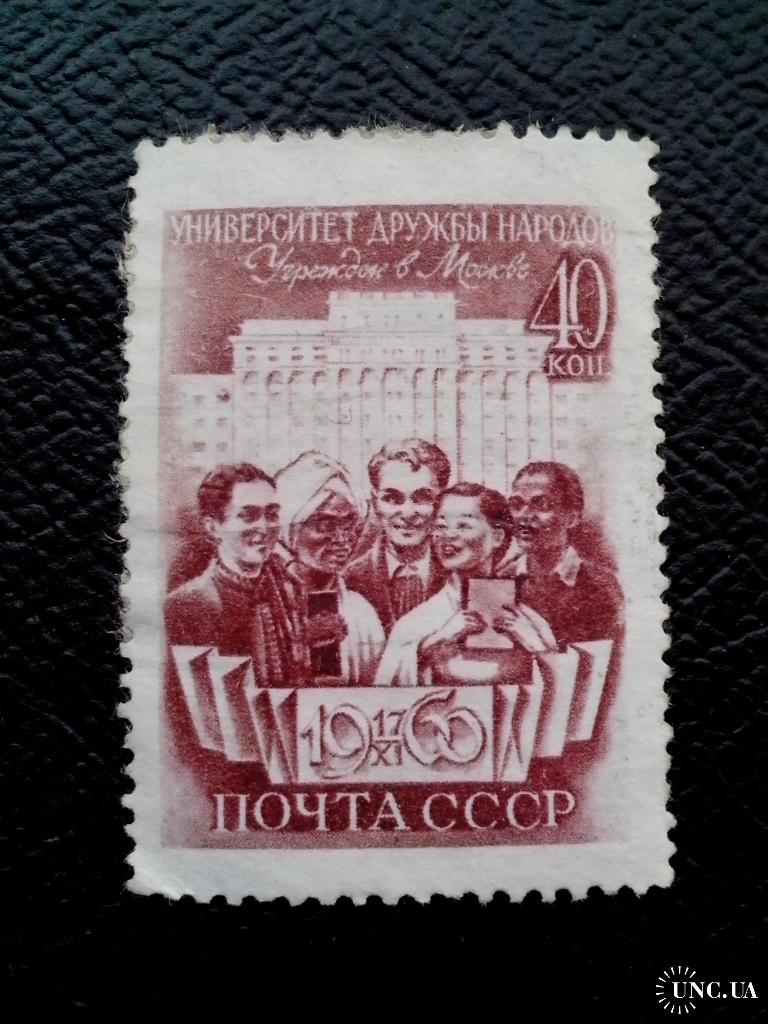 УНИВЕРСИТЕТ ДРУЖБЫ НАРОДОВ
Учрежден в Москве
40
КОП.
19 17 XI 60
ПОЧТА СССР
UNC.UA